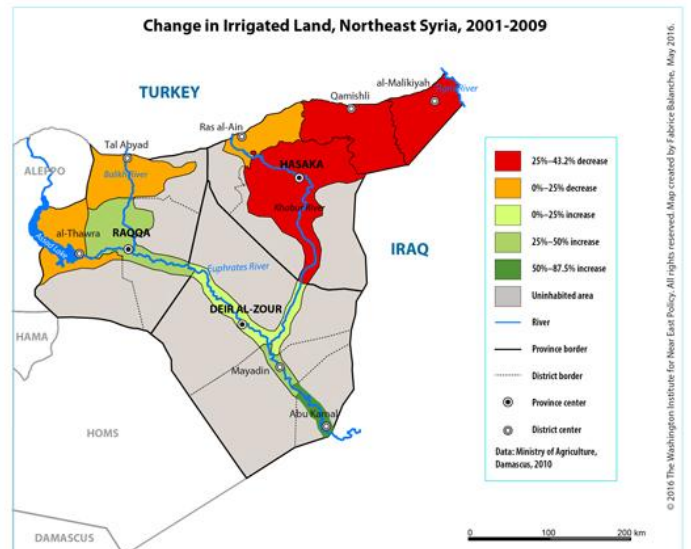 Change in Irrigated Land, Northeast Syria, 2001-2009
TURKEY
al-Malikiyah
Qamishli
Ras al-Ain
Tal Abyad
ALEPPO
Balikh River
HASAKA
Khobur River
al-Thawra
RAQQA
Assad Lake
IRAQ
Euphrates River
DEIR AL-ZOUR
HAMA
Mayadin
Abu Kamal
HOMS
DAMASCUS
25%–43.2% decrease
0%–25% decrease
0%–25% increase
25%–50% increase
50%–87.5% increase
Uninhabited area
River
Province border
District border
Province center
District center
Data: Ministry of Agriculture,
Damascus, 2010
0 100 200 km
© 2016 The Washington Institute for Near East Policy. All rights reserved. Map created by Fabrice Balanche, May 2016.